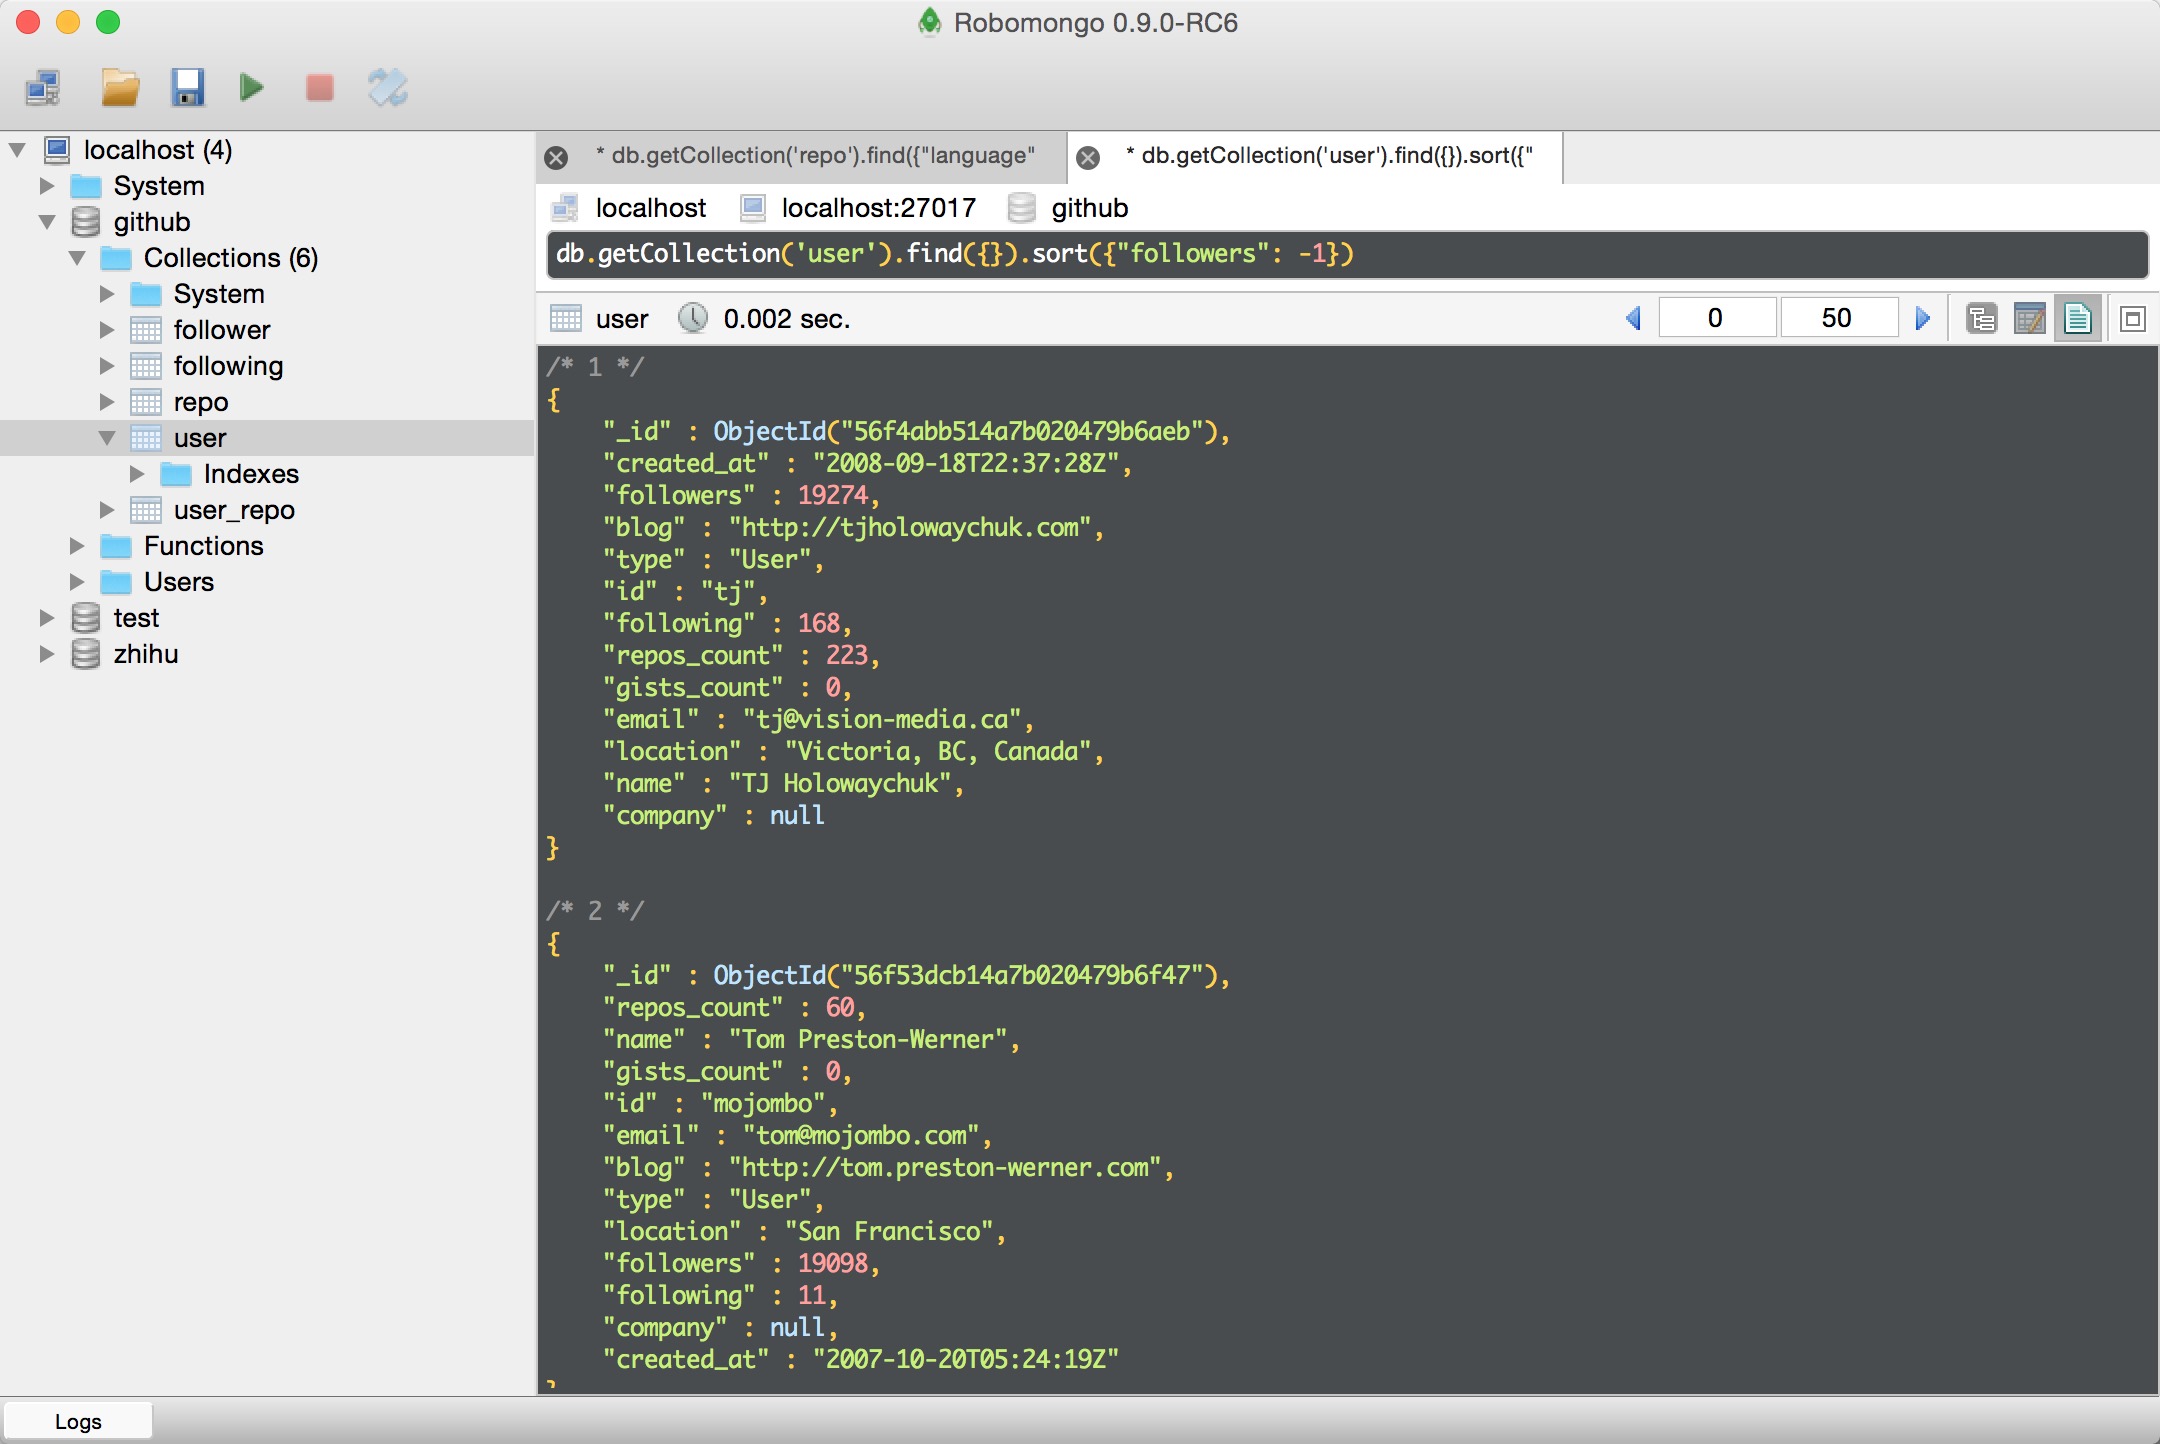 Robomongo 0.9.0-RC6
localhost (4)
System
github
Collections (6)
System
follower
following
repo
user
Indexes
user_repo
Functions
Users
test
zhihu
* db.getCollection('repo').find({"language"
* db.getCollection('user').find({}).sort({"
localhost localhost:27017 github
db.getCollection('user').find({}).sort({"followers": -1})
user 0.002 sec. 0 50
/* 1 */
{
"_id" : ObjectId("56f4abb514a7b020479b6aeb"),
"created_at" : "2008-09-18T22:37:28Z",
"followers" : 19274,
"blog" : "http://tjholowaychuk.com",
"type" : "User",
"id" : "tj",
"following" : 168,
"repos_count" : 223,
"gists_count" : 0,
"email" : "tj@vision-media.ca",
"location" : "Victoria, BC, Canada",
"name" : "TJ Holowaychuk",
"company" : null
}
/* 2 */
{
"_id" : ObjectId("56f53dcb14a7b020479b6f47"),
"repos_count" : 60,
"name" : "Tom Preston-Werner",
"gists_count" : 0,
"id" : "mojombo",
"email" : "tom@mojombo.com",
"blog" : "http://tom.preston-werner.com",
"type" : "User",
"location" : "San Francisco",
"followers" : 19098,
"following" : 11,
"company" : null,
"created_at" : "2007-10-20T05:24:19Z"
Logs